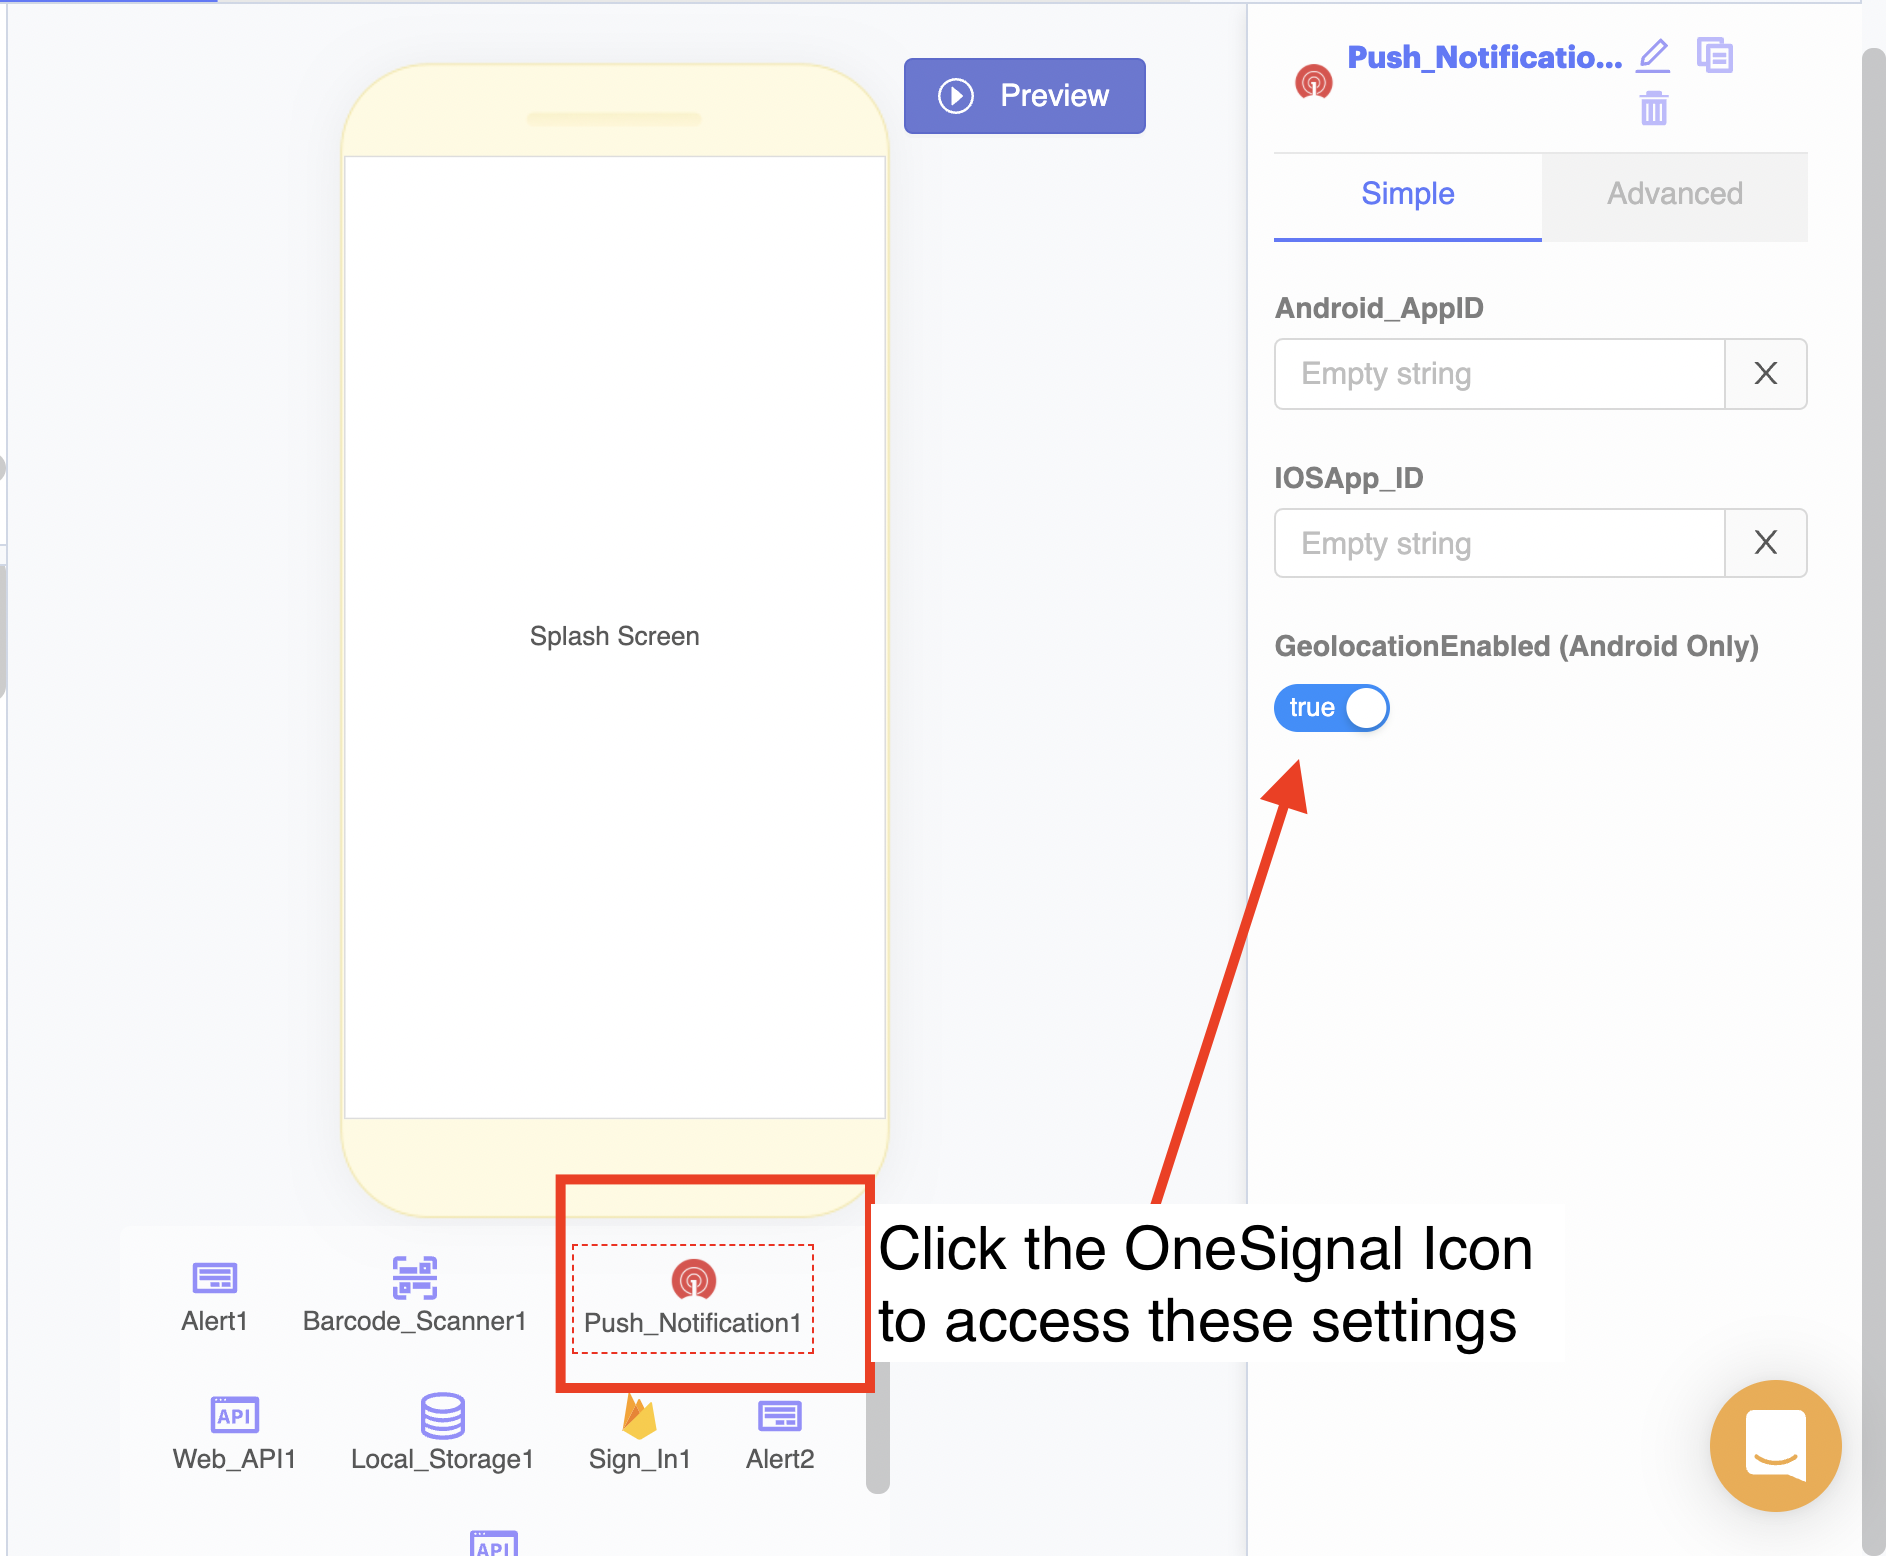 Preview
Push_Notificatio...
Simple
Advanced
Android_AppID
Empty string
X
IOSApp_ID
Empty string
X
GeolocationEnabled (Android Only)
true
Splash Screen
Click the OneSignal Icon
to access these settings
Alert1
Barcode_Scanner1
Push_Notification1
API
Web_API1
Local_Storage1
Sign_In1
Alert2
API